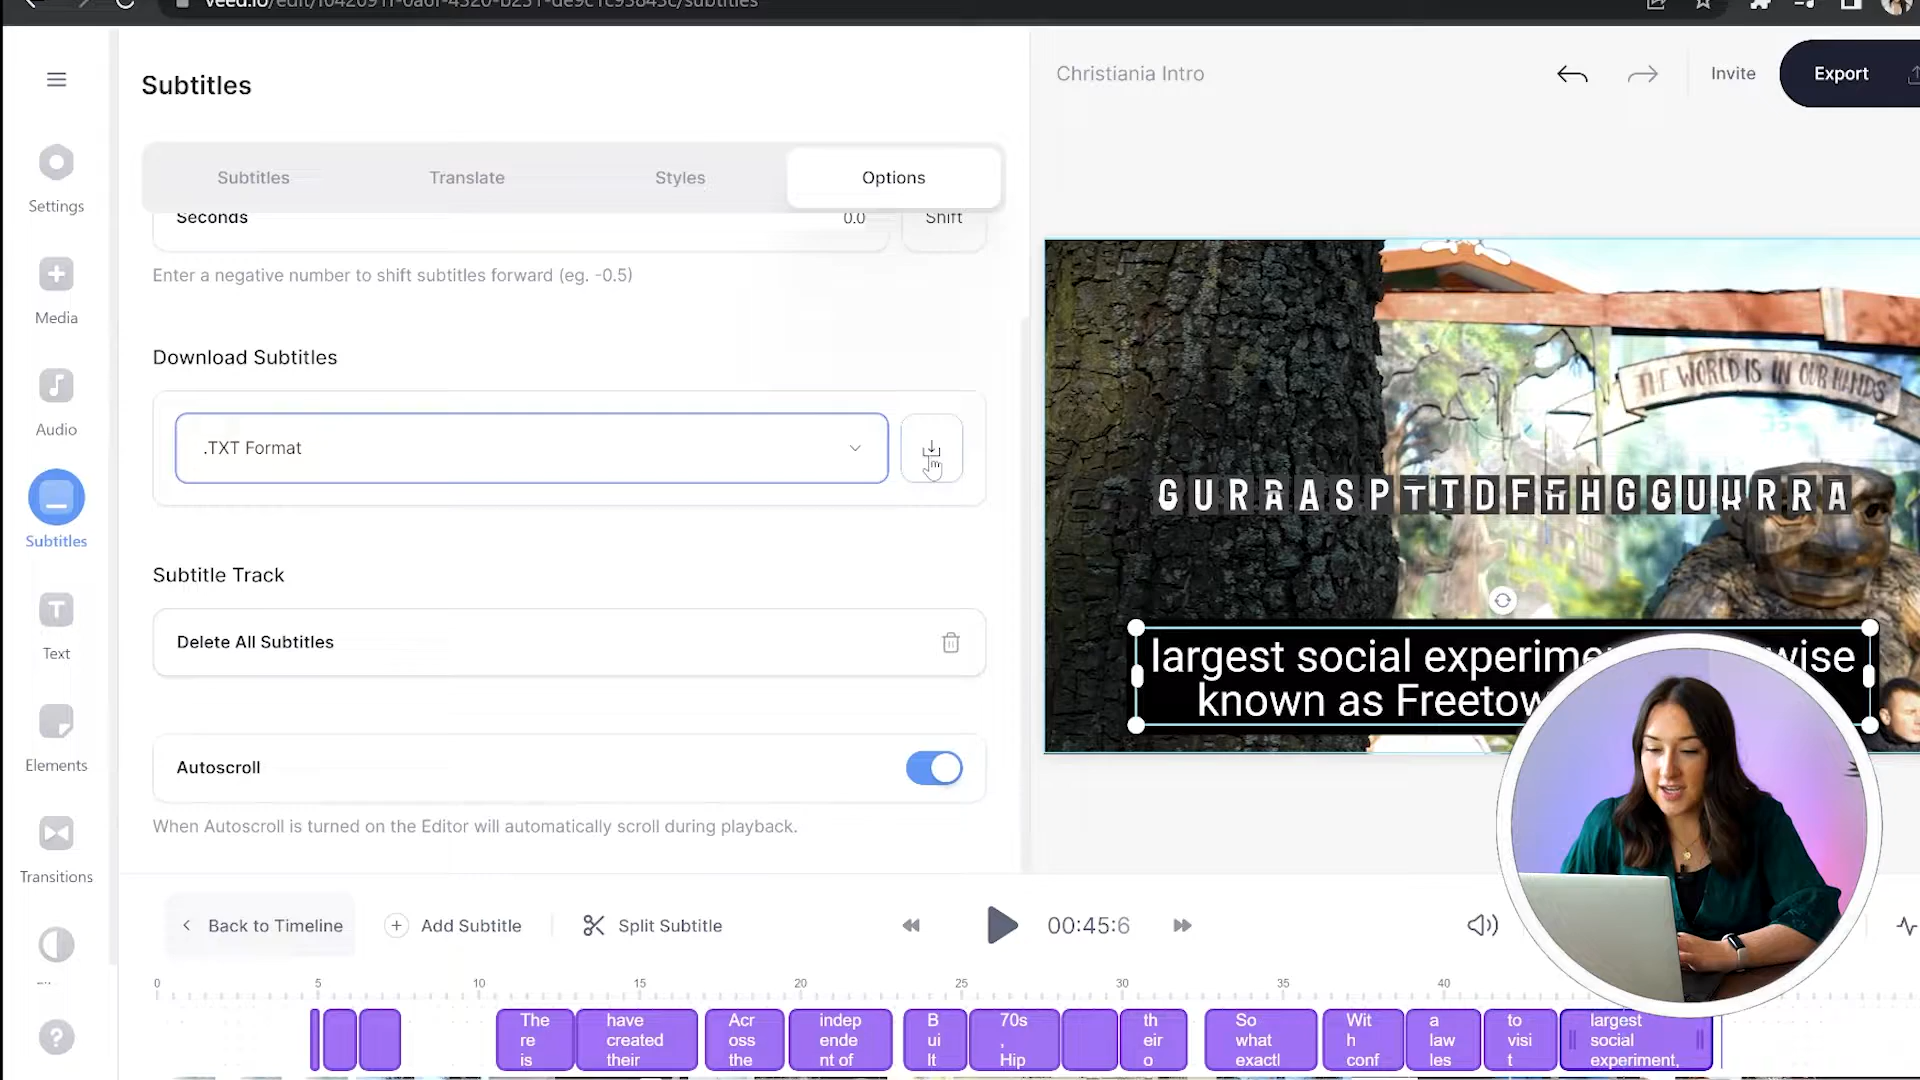 Subtitles
Christiania Intro
Invite
Export
Settings
Media
Audio
Subtitles
Text
Elements
Transitions
Subtitles
Translate
Styles
Options
Seconds
0.0
Shift
Enter a negative number to shift subtitles forward (eg. -0.5)
Download Subtitles
.TXT Format
Subtitle Track
Delete All Subtitles
Autoscroll
When Autoscroll is turned on the Editor will automatically scroll during playback.
THE WORLD IS IN OUR HANDS
largest social experime
wise
known as Freetow
Back to Timeline
Add Subtitle
Split Subtitle
00:45:6
0 5 10 15 20 25 30 35 40
The
re
is
have
created
their
Acr
oss
the
indep
ende
nt of
B
ui
lt
70s
,
Hip
th
eir
o
So
what
exactl
Wit
h
conf
a
law
les
to
visi
t
largest
social
experiment,
?